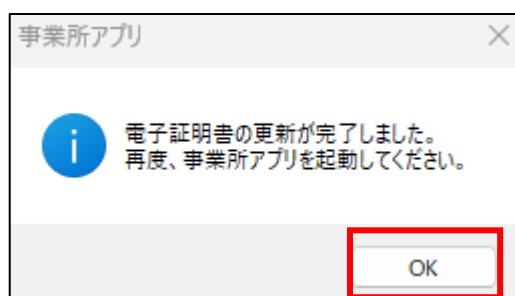 事業所アプリ
電子証明書の更新が完了しました。
再度、事業所アプリを起動してください。
OK